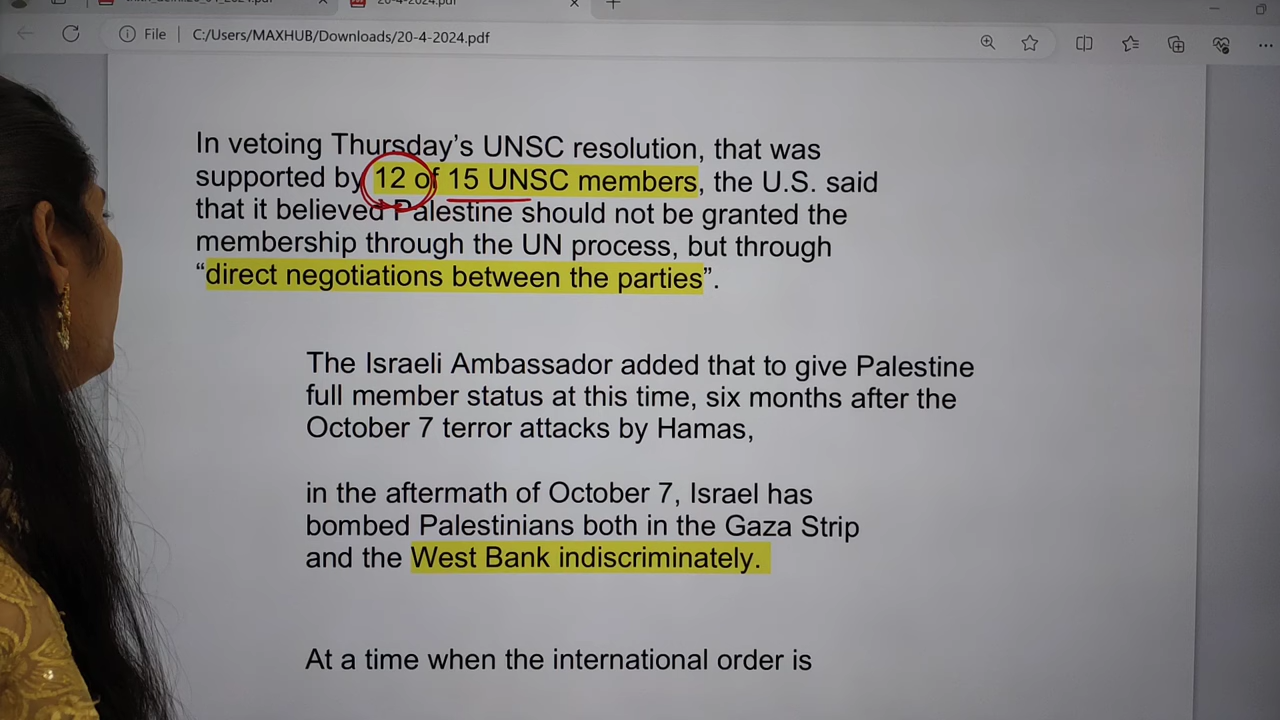 20-4-2024.pdf
File | C:/Users/MAXHUB/Downloads/20-4-2024.pdf
In vetoing Thursday's UNSC resolution, that was
supported by 12 of 15 UNSC members, the U.S. said
that it believed Palestine should not be granted the
membership through the UN process, but through
“direct negotiations between the parties”.
The Israeli Ambassador added that to give Palestine
full member status at this time, six months after the
October 7 terror attacks by Hamas,
in the aftermath of October 7, Israel has
bombed Palestinians both in the Gaza Strip
and the West Bank indiscriminately.
At a time when the international order is